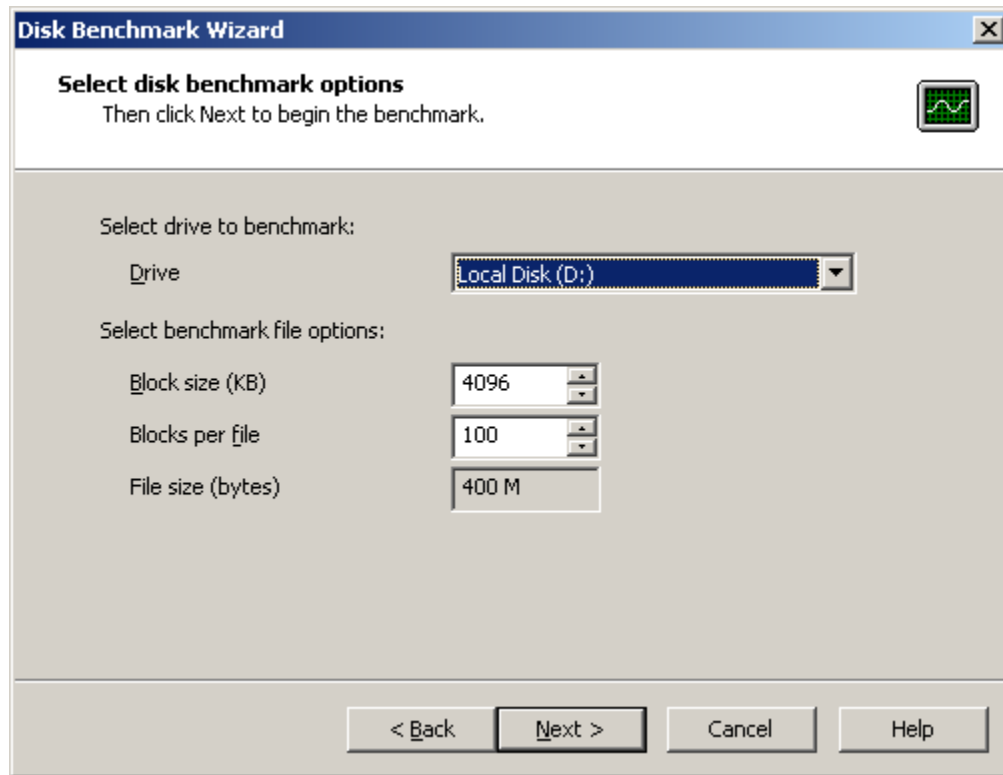 Disk Benchmark Wizard
Select disk benchmark options
Then click Next to begin the benchmark.
Select drive to benchmark:
Drive Local Disk (D:)
Select benchmark file options:
Block size (KB) 4096
Blocks per file 100
File size (bytes) 400 M
< Back Next > Cancel Help